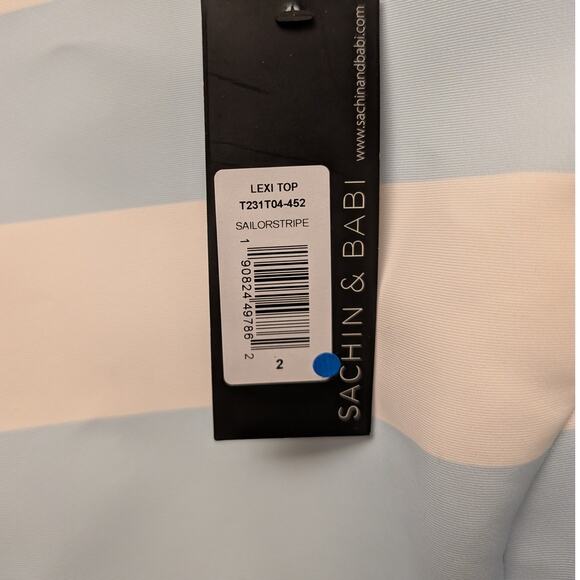 LEXI TOP
T231T04-452
SAILORSTRIPE
1 90824 49786 2
2
SACHIN & BABI
www.sachinandbabi.com